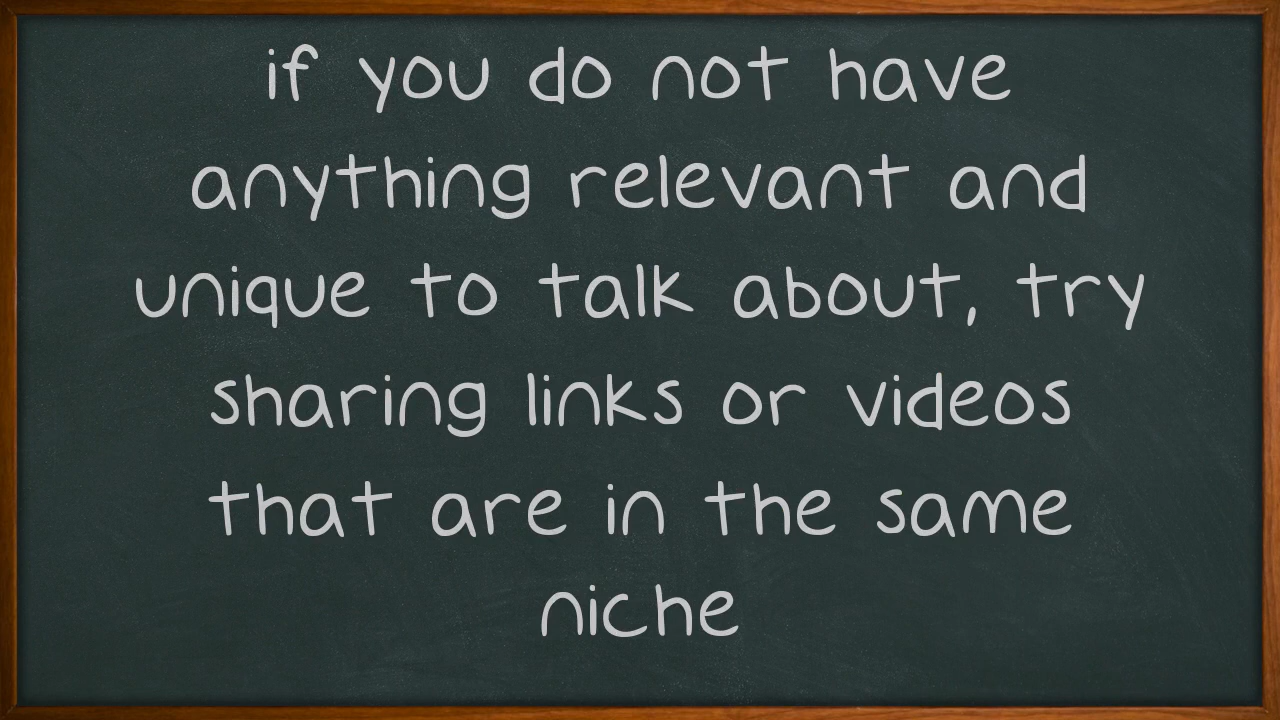 if you do not have
anything relevant and
unique to talk about, try
sharing links or videos
that are in the same
niche